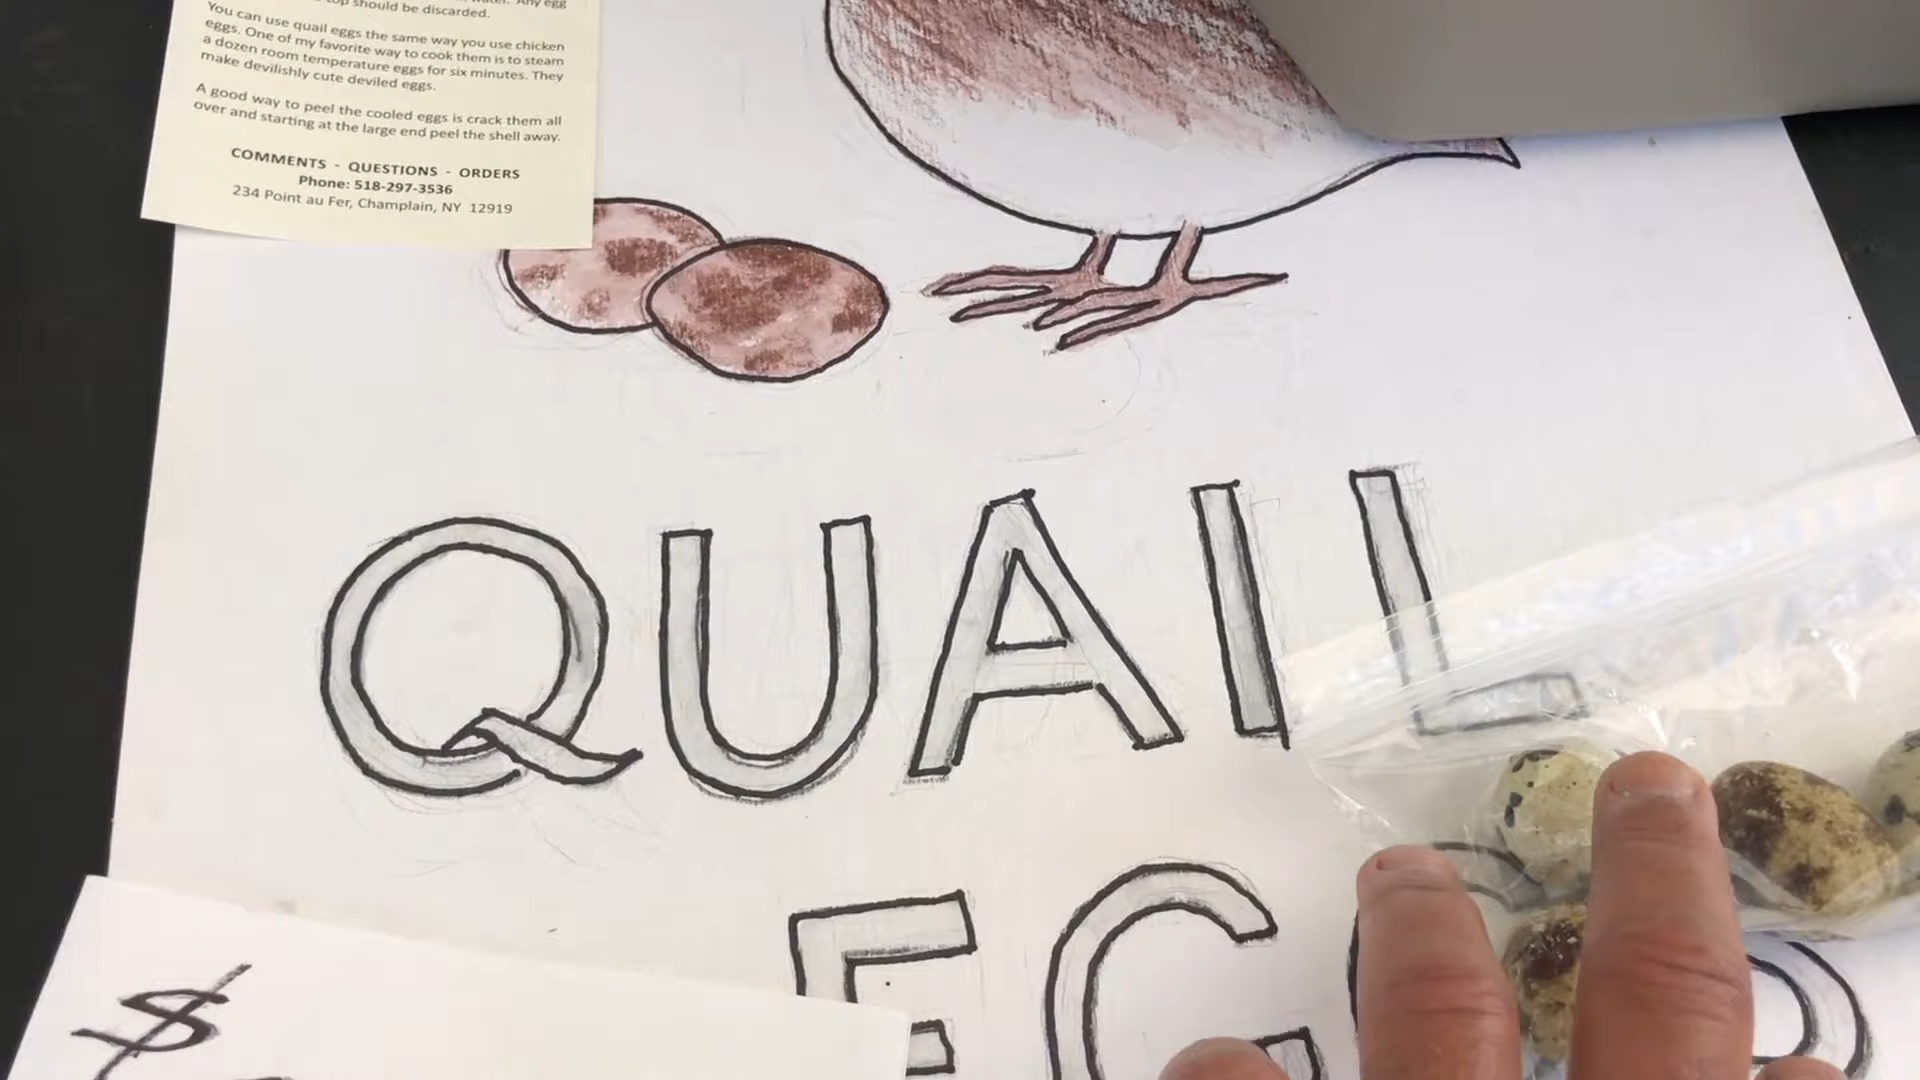 water. Any egg
top should be discarded.
You can use quail eggs the same way you use chicken
eggs. One of my favorite way to cook them is to steam
a dozen room temperature eggs for six minutes. They
make devilishly cute deviled eggs.
A good way to peel the cooled eggs is crack them all
over and starting at the large end peel the shell away.
COMMENTS - QUESTIONS - ORDERS
Phone: 518-297-3536
234 Point au Fer, Champlain, NY 12919
QUAIL
EGGS
$